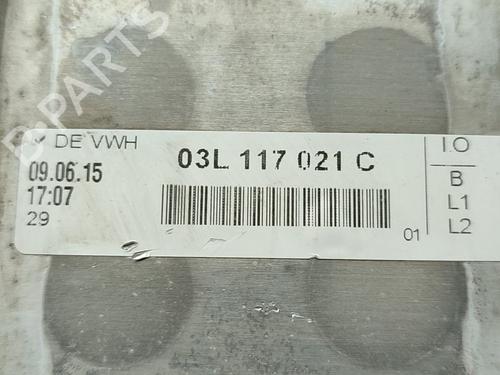 DE VWH
09.06.15
17:07
29
03L 117 021 C
01
I.O
B
L1
L2
B-PARTS